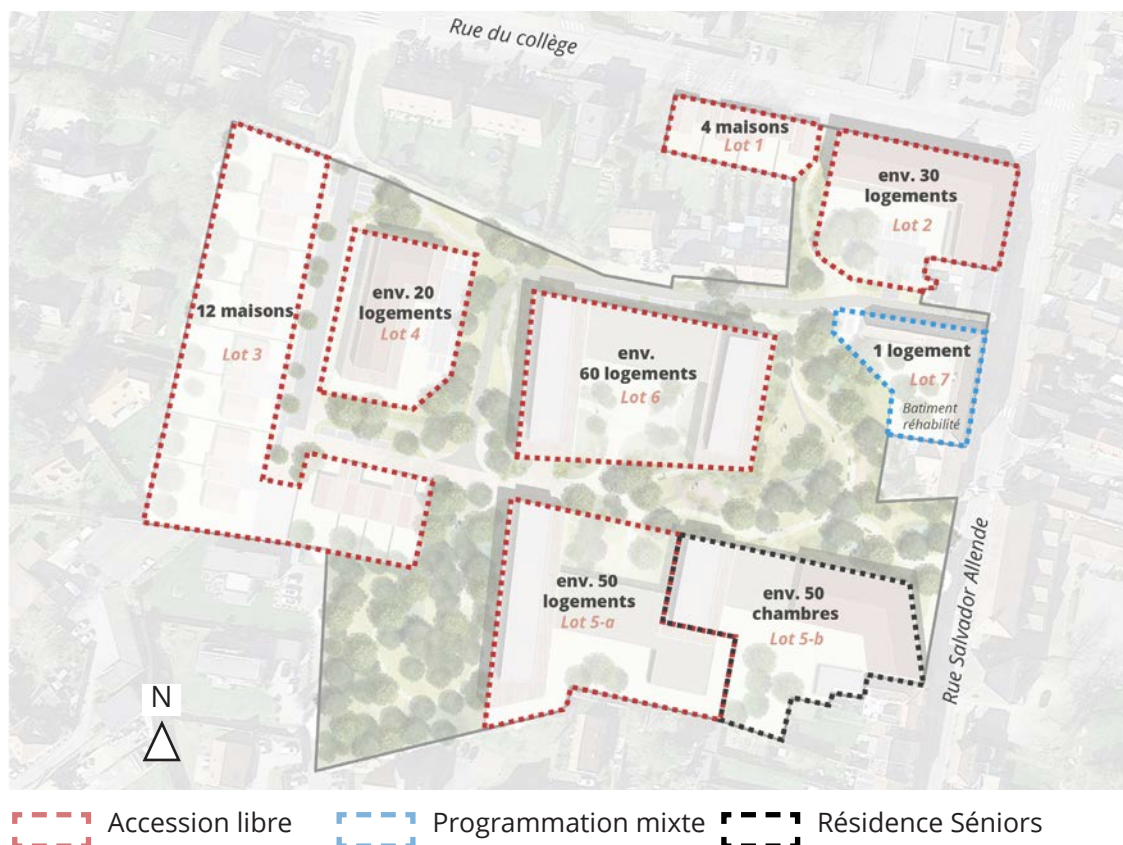 Rue du collège
4 maisons
Lot 1
env. 30
logements
Lot 2
env. 20
logements
Lot 4
12 maisons
Lot 3
env.
60 logements
Lot 6
1 logement
Lot 7
Batiment
réhabilité
env. 50
logements
Lot 5-a
env. 50
chambres
Lot 5-b
Rue Salvador Allende
N
Accession libre
Programmation mixte
Résidence Séniors